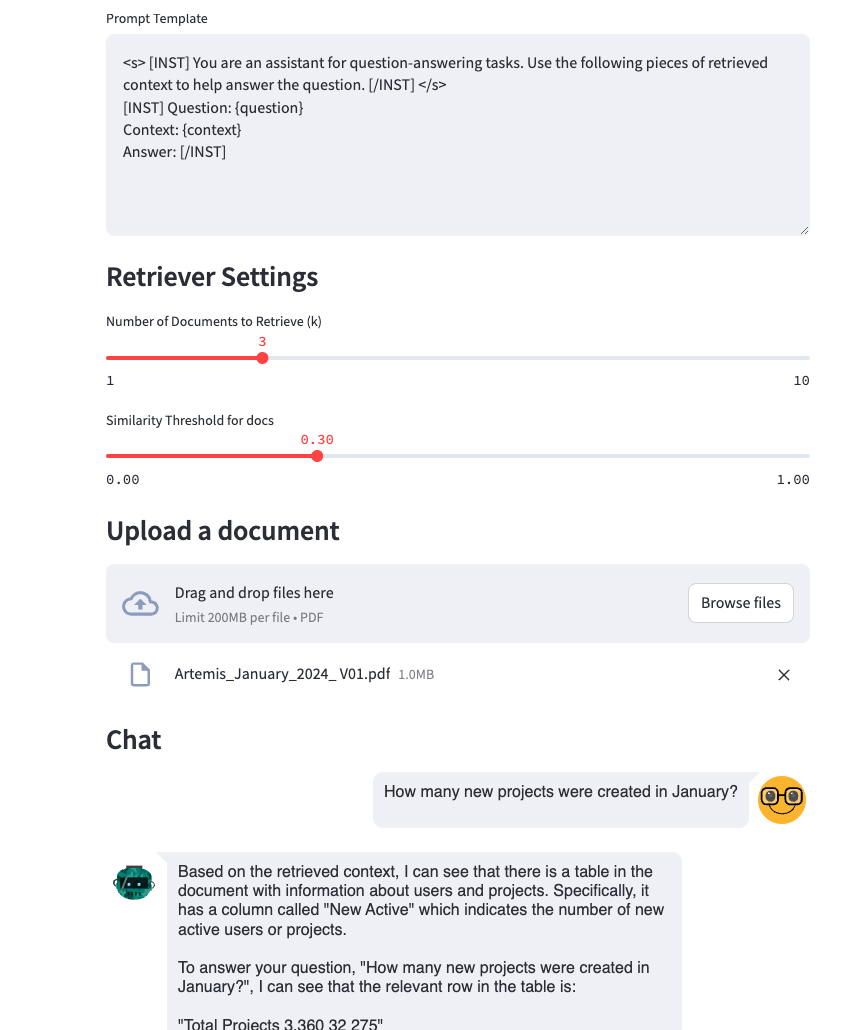 Prompt Template
<s> [INST] You are an assistant for question-answering tasks. Use the following pieces of retrieved
context to help answer the question. [/INST] </s>
[INST] Question: {question}
Context: {context}
Answer: [/INST]
Retriever Settings
Number of Documents to Retrieve (k)
3
1
10
Similarity Threshold for docs
0.30
0.00
1.00
Upload a document
Drag and drop files here
Limit 200MB per file • PDF
Browse files
Artemis_January_2024_ V01.pdf 1.0MB
Chat
How many new projects were created in January?
Based on the retrieved context, I can see that there is a table in the
document with information about users and projects. Specifically, it
has a column called "New Active" which indicates the number of new
active users or projects.
To answer your question, "How many new projects were created in
January?", I can see that the relevant row in the table is:
"Total Projects 3,360 32 275"